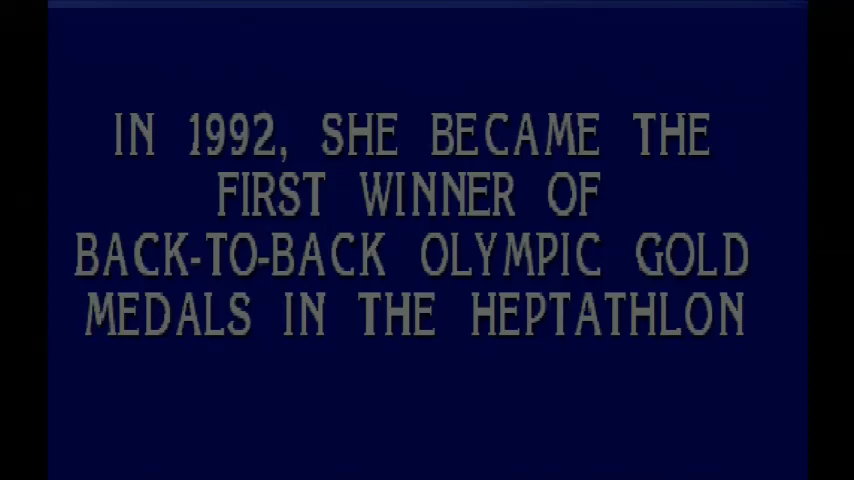 IN 1992, SHE BECAME THE
FIRST WINNER OF
BACK-TO-BACK OLYMPIC GOLD
MEDALS IN THE HEPTATHLON